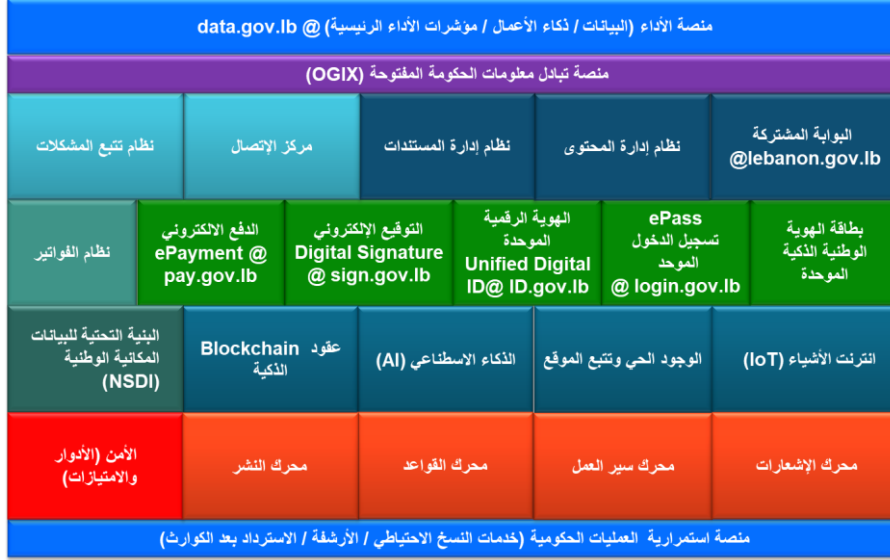 منصة الأداء (البيانات / ذكاء الأعمال / مؤشرات الأداء الرئيسية) @ data.gov.lb
منصة تبادل معلومات الحكومة المفتوحة (OGIX)
البوابة المشتركة
@lebanon.gov.lb
نظام إدارة المحتوى
نظام إدارة المستندات
مركز الإتصال
نظام تتبع المشكلات
بطاقة الهوية
الوطنية الذكية
الموحدة
ePass
تسجيل الدخول
الموحد
@ login.gov.lb
الهوية الرقمية
الموحدة
Unified Digital
ID@ ID.gov.lb
التوقيع الإلكتروني
Digital Signature
@ sign.gov.lb
الدفع الالكتروني
ePayment @
pay.gov.lb
نظام الفواتير
انترنت الأشياء (IoT)
الوجود الحي وتتبع الموقع
الذكاء الاسطناعي (AI)
عقود Blockchain
الذكية
البنية التحتية للبيانات
المكانية الوطنية
(NSDI)
محرك الإشعارات
محرك سير العمل
محرك القواعد
محرك النشر
الأمن (الأدوار
والامتيازات)
منصة استمرارية العمليات الحكومية (خدمات النسخ الاحتياطي / الأرشفة / الاسترداد بعد الكوارث)